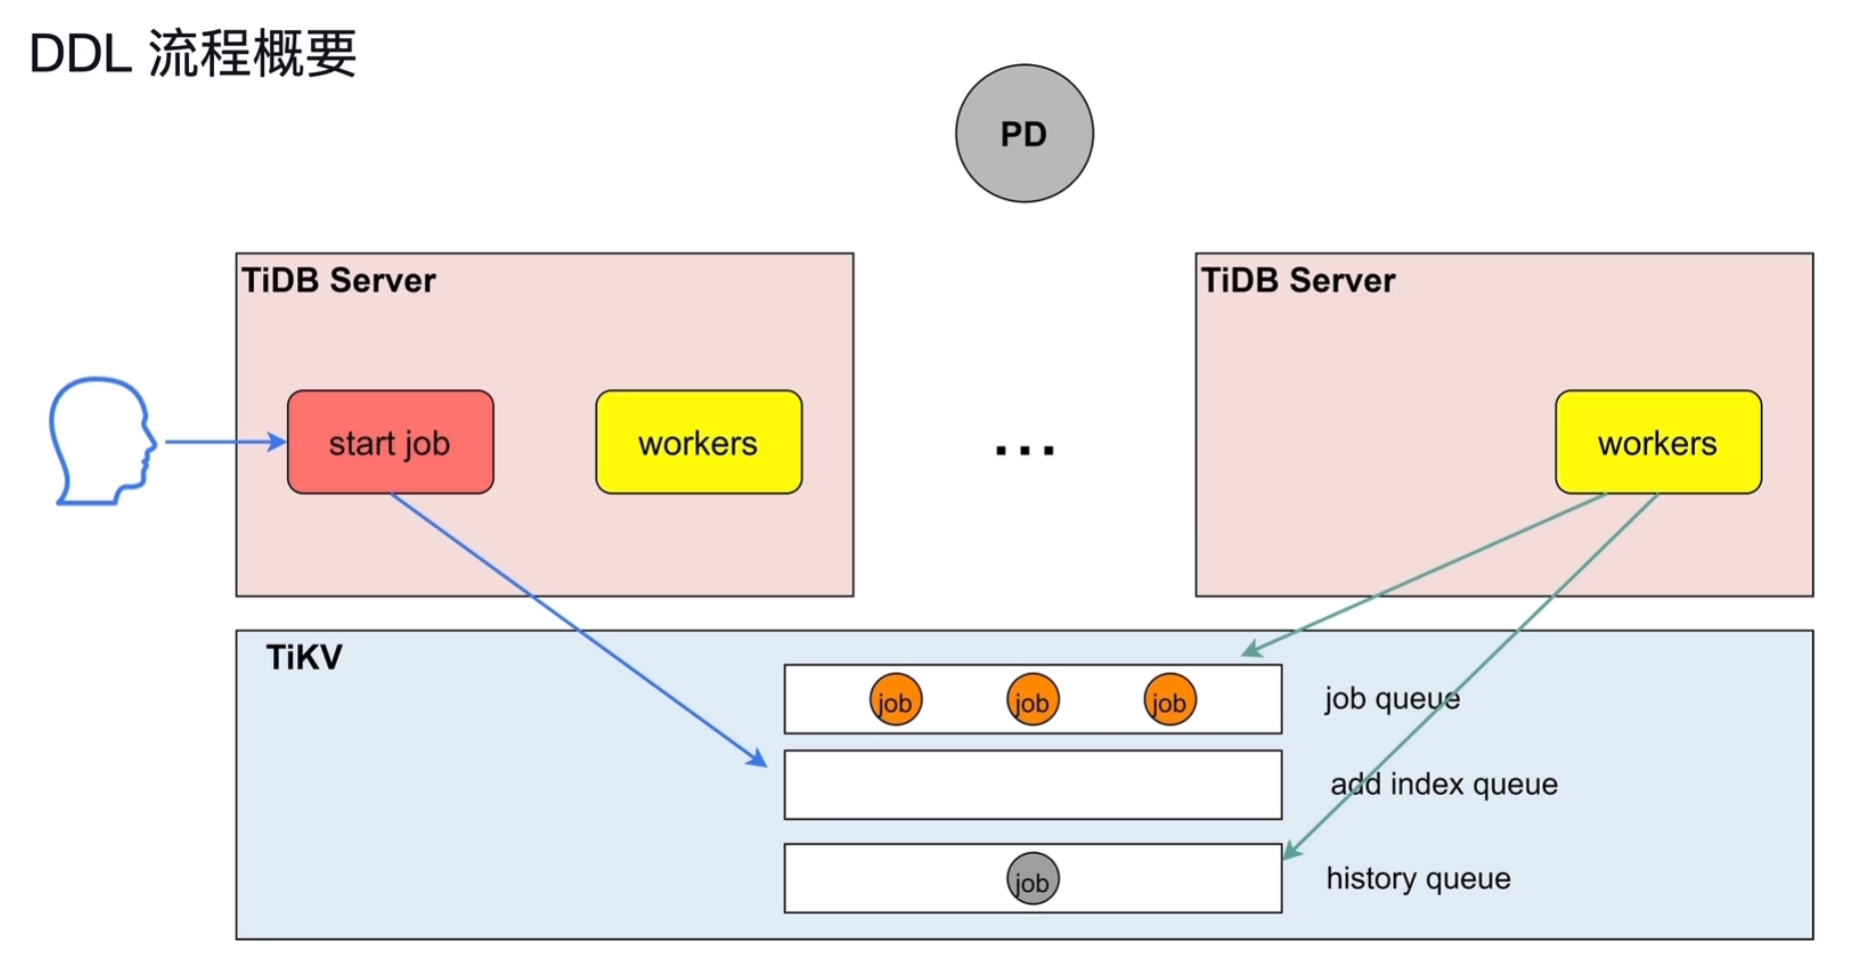 DDL 流程概要
PD
TiDB Server
TiDB Server
start job
workers
...
workers
TiKV
job
job
job
job queue
add index queue
job
history queue